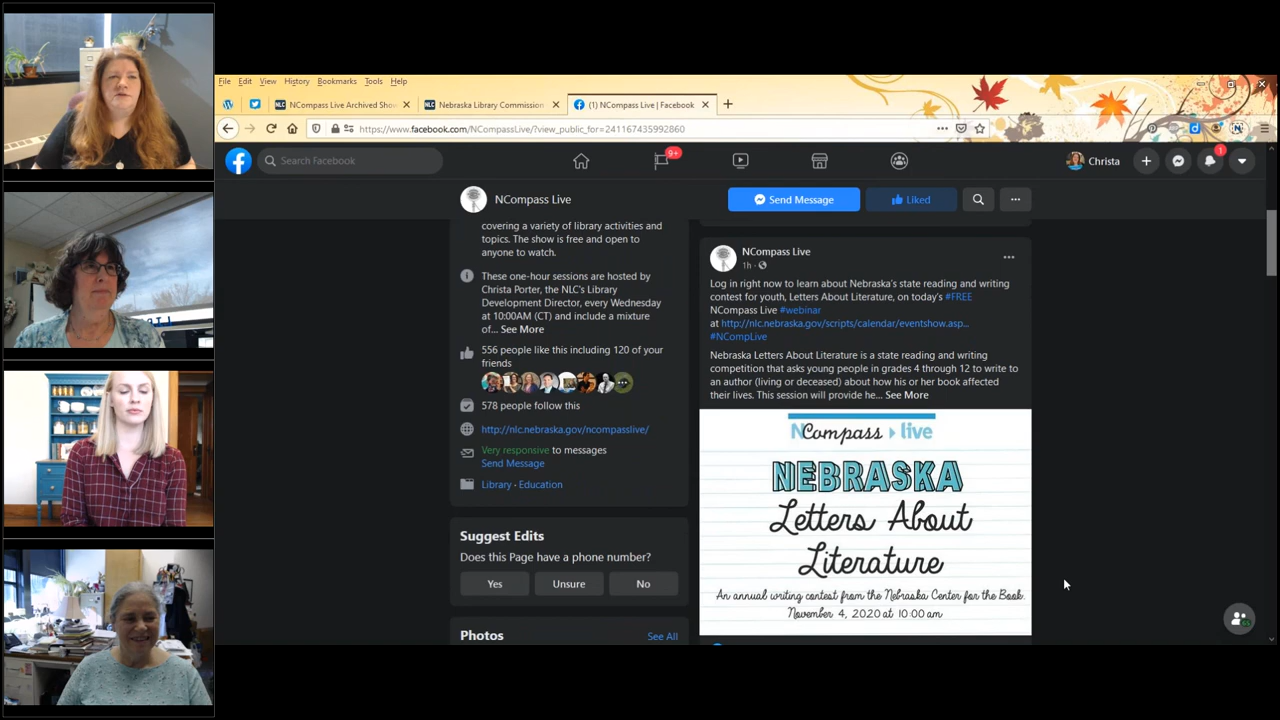 File Edit View History Bookmarks Tools Help
NLC NCompass Live Archived Show
NLC Nebraska Library Commission
(1) NCompass Live | Facebook
https://www.facebook.com/NCompassLive/?view_public_for=241167435992860
Search Facebook
9+
Christa
1
NCompass Live
Send Message
Liked
covering a variety of library activities and
topics. The show is free and open to
anyone to watch.
These one-hour sessions are hosted by
Christa Porter, the NLC's Library
Development Director, every Wednesday
at 10:00AM (CT) and include a mixture
of... See More
556 people like this including 120 of your
friends
578 people follow this
http://nlc.nebraska.gov/ncompasslive/
Very responsive to messages
Send Message
Library · Education
Suggest Edits
Does this Page have a phone number?
Yes
Unsure
No
Photos
See All
NCompass Live
1h ·
Log in right now to learn about Nebraska's state reading and writing
contest for youth, Letters About Literature, on today's #FREE
NCompass Live #webinar
at http://nlc.nebraska.gov/scripts/calendar/eventshow.asp...
#NCompLive
Nebraska Letters About Literature is a state reading and writing
competition that asks young people in grades 4 through 12 to write to
an author (living or deceased) about how his or her book affected
their lives. This session will provide he... See More
NCompass live
NEBRASKA
Letters About
Literature
An annual writing contest from the Nebraska Center for the Book.
November 4, 2020 at 10:00 am